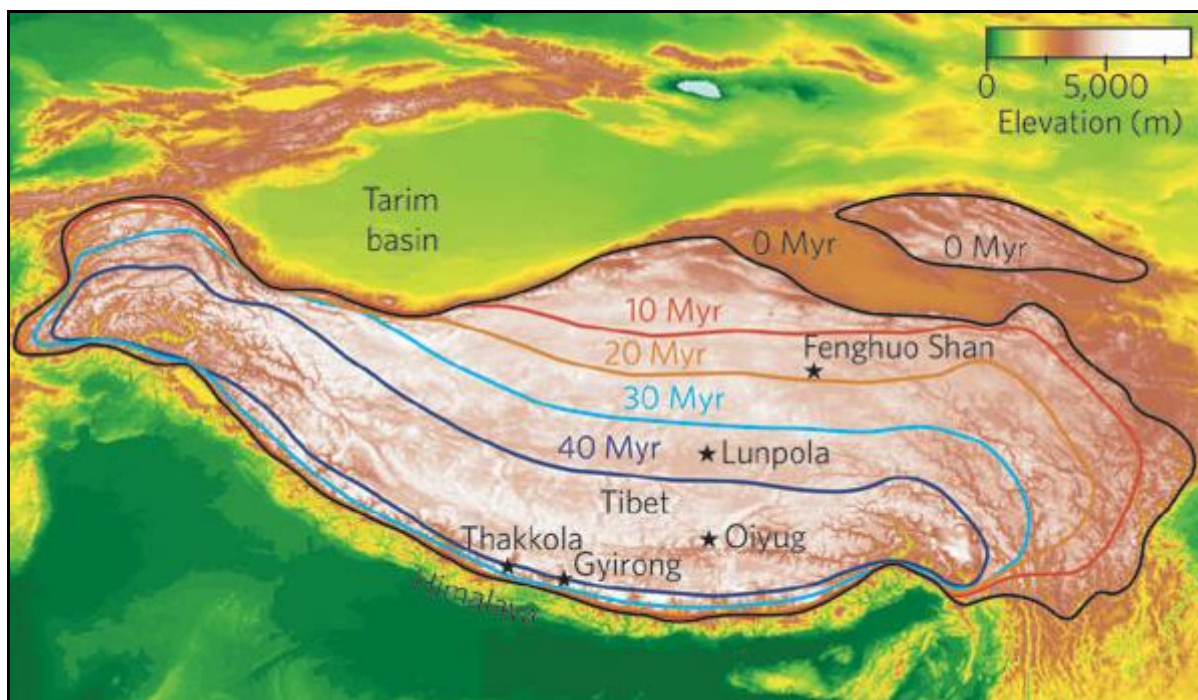 0 5,000
Elevation (m)
Tarim
basin
0 Myr
0 Myr
10 Myr
20 Myr
Fenghuo Shan
30 Myr
40 Myr
Lunpola
Tibet
Thakkola
Oiyug
Gyirong
Himalaya